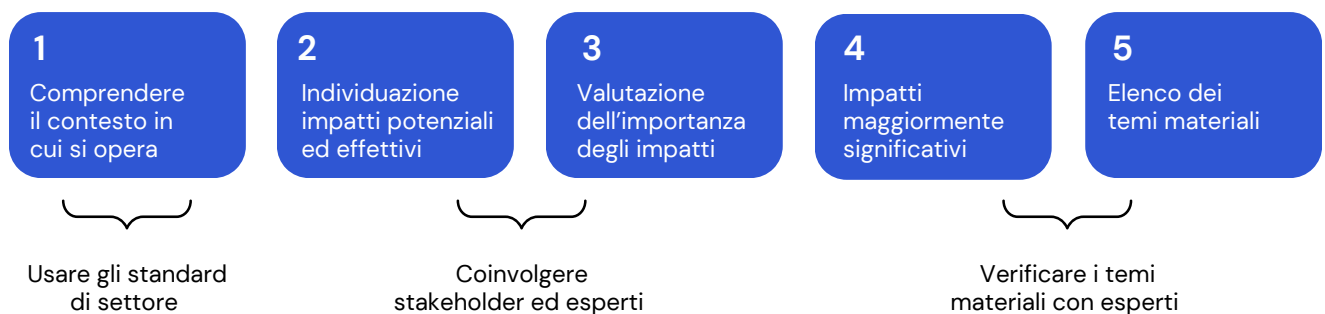 1
Comprendere
il contesto in
cui si opera
2
Individuazione
impatti potenziali
ed effettivi
3
Valutazione
dell'importanza
degli impatti
4
Impatti
maggiormente
significativi
5
Elenco dei
temi materiali
Usare gli standard
di settore
Coinvolgere
stakeholder ed esperti
Verificare i temi
materiali con esperti